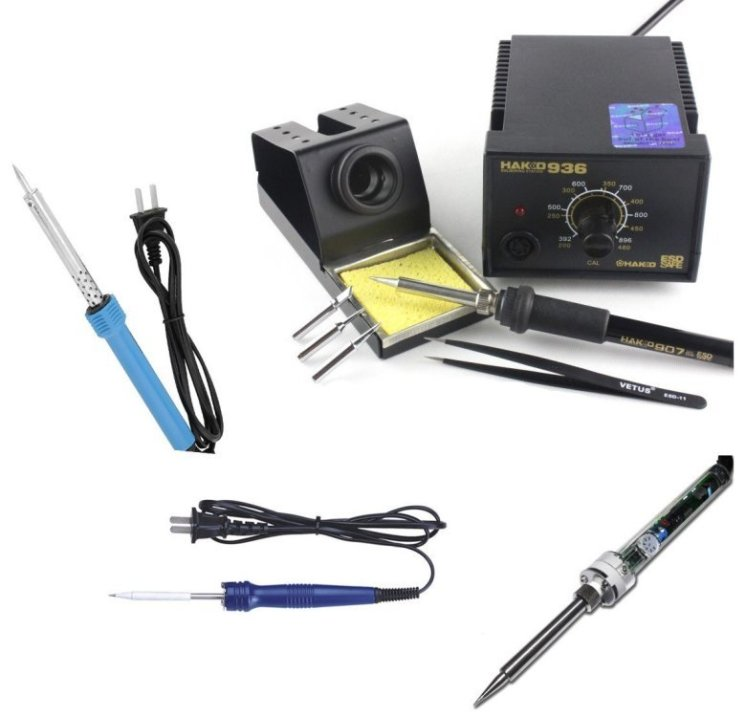 HAKKO 936
SOLDERING STATION
600 350 700
300 400
500 800
250 450
392 896
200 480
CAL
HAKKO
ESD
SAFE
HAKKO 907 ESD
VETUS®
ESD-11